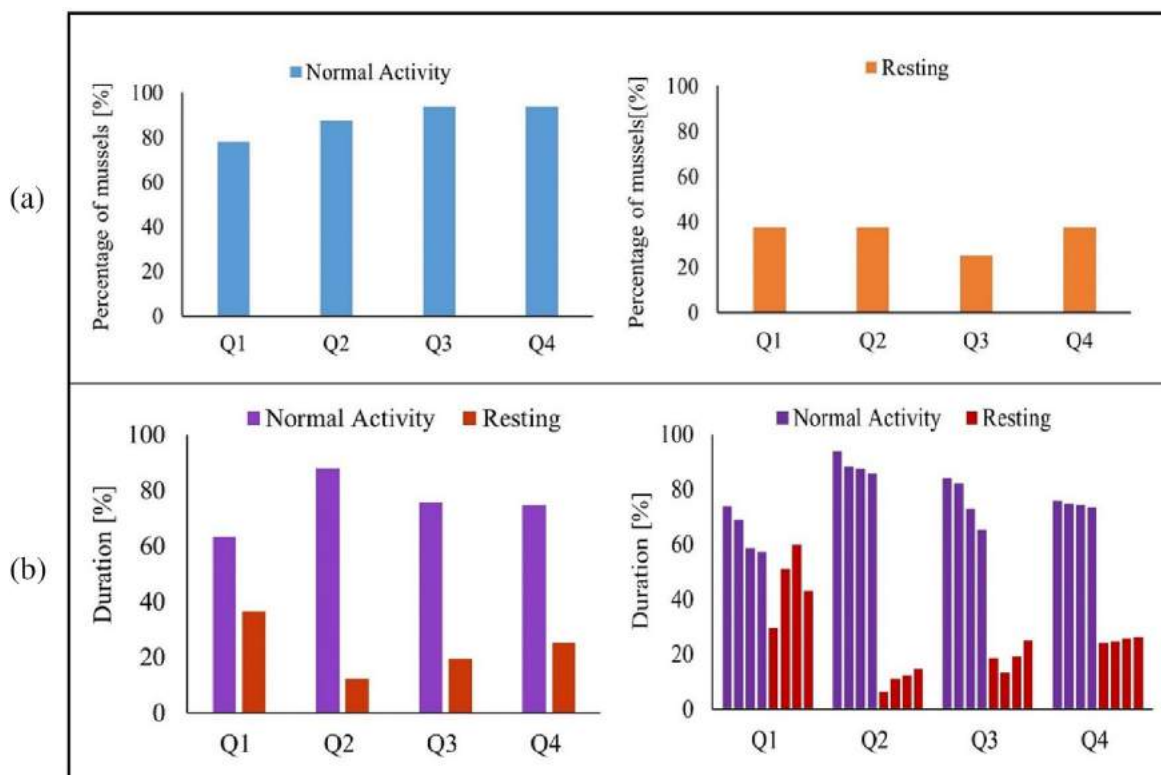 (a)
Normal Activity
Percentage of mussels [%]
100
80
60
40
20
0
Q1 Q2 Q3 Q4
Resting
Percentage of mussels[(%)
100
80
60
40
20
0
Q1 Q2 Q3 Q4
(b)
Normal Activity Resting
Duration [%]
100
80
60
40
20
0
Q1 Q2 Q3 Q4
Normal Activity Resting
Duration [%]
100
80
60
40
20
0
Q1 Q2 Q3 Q4